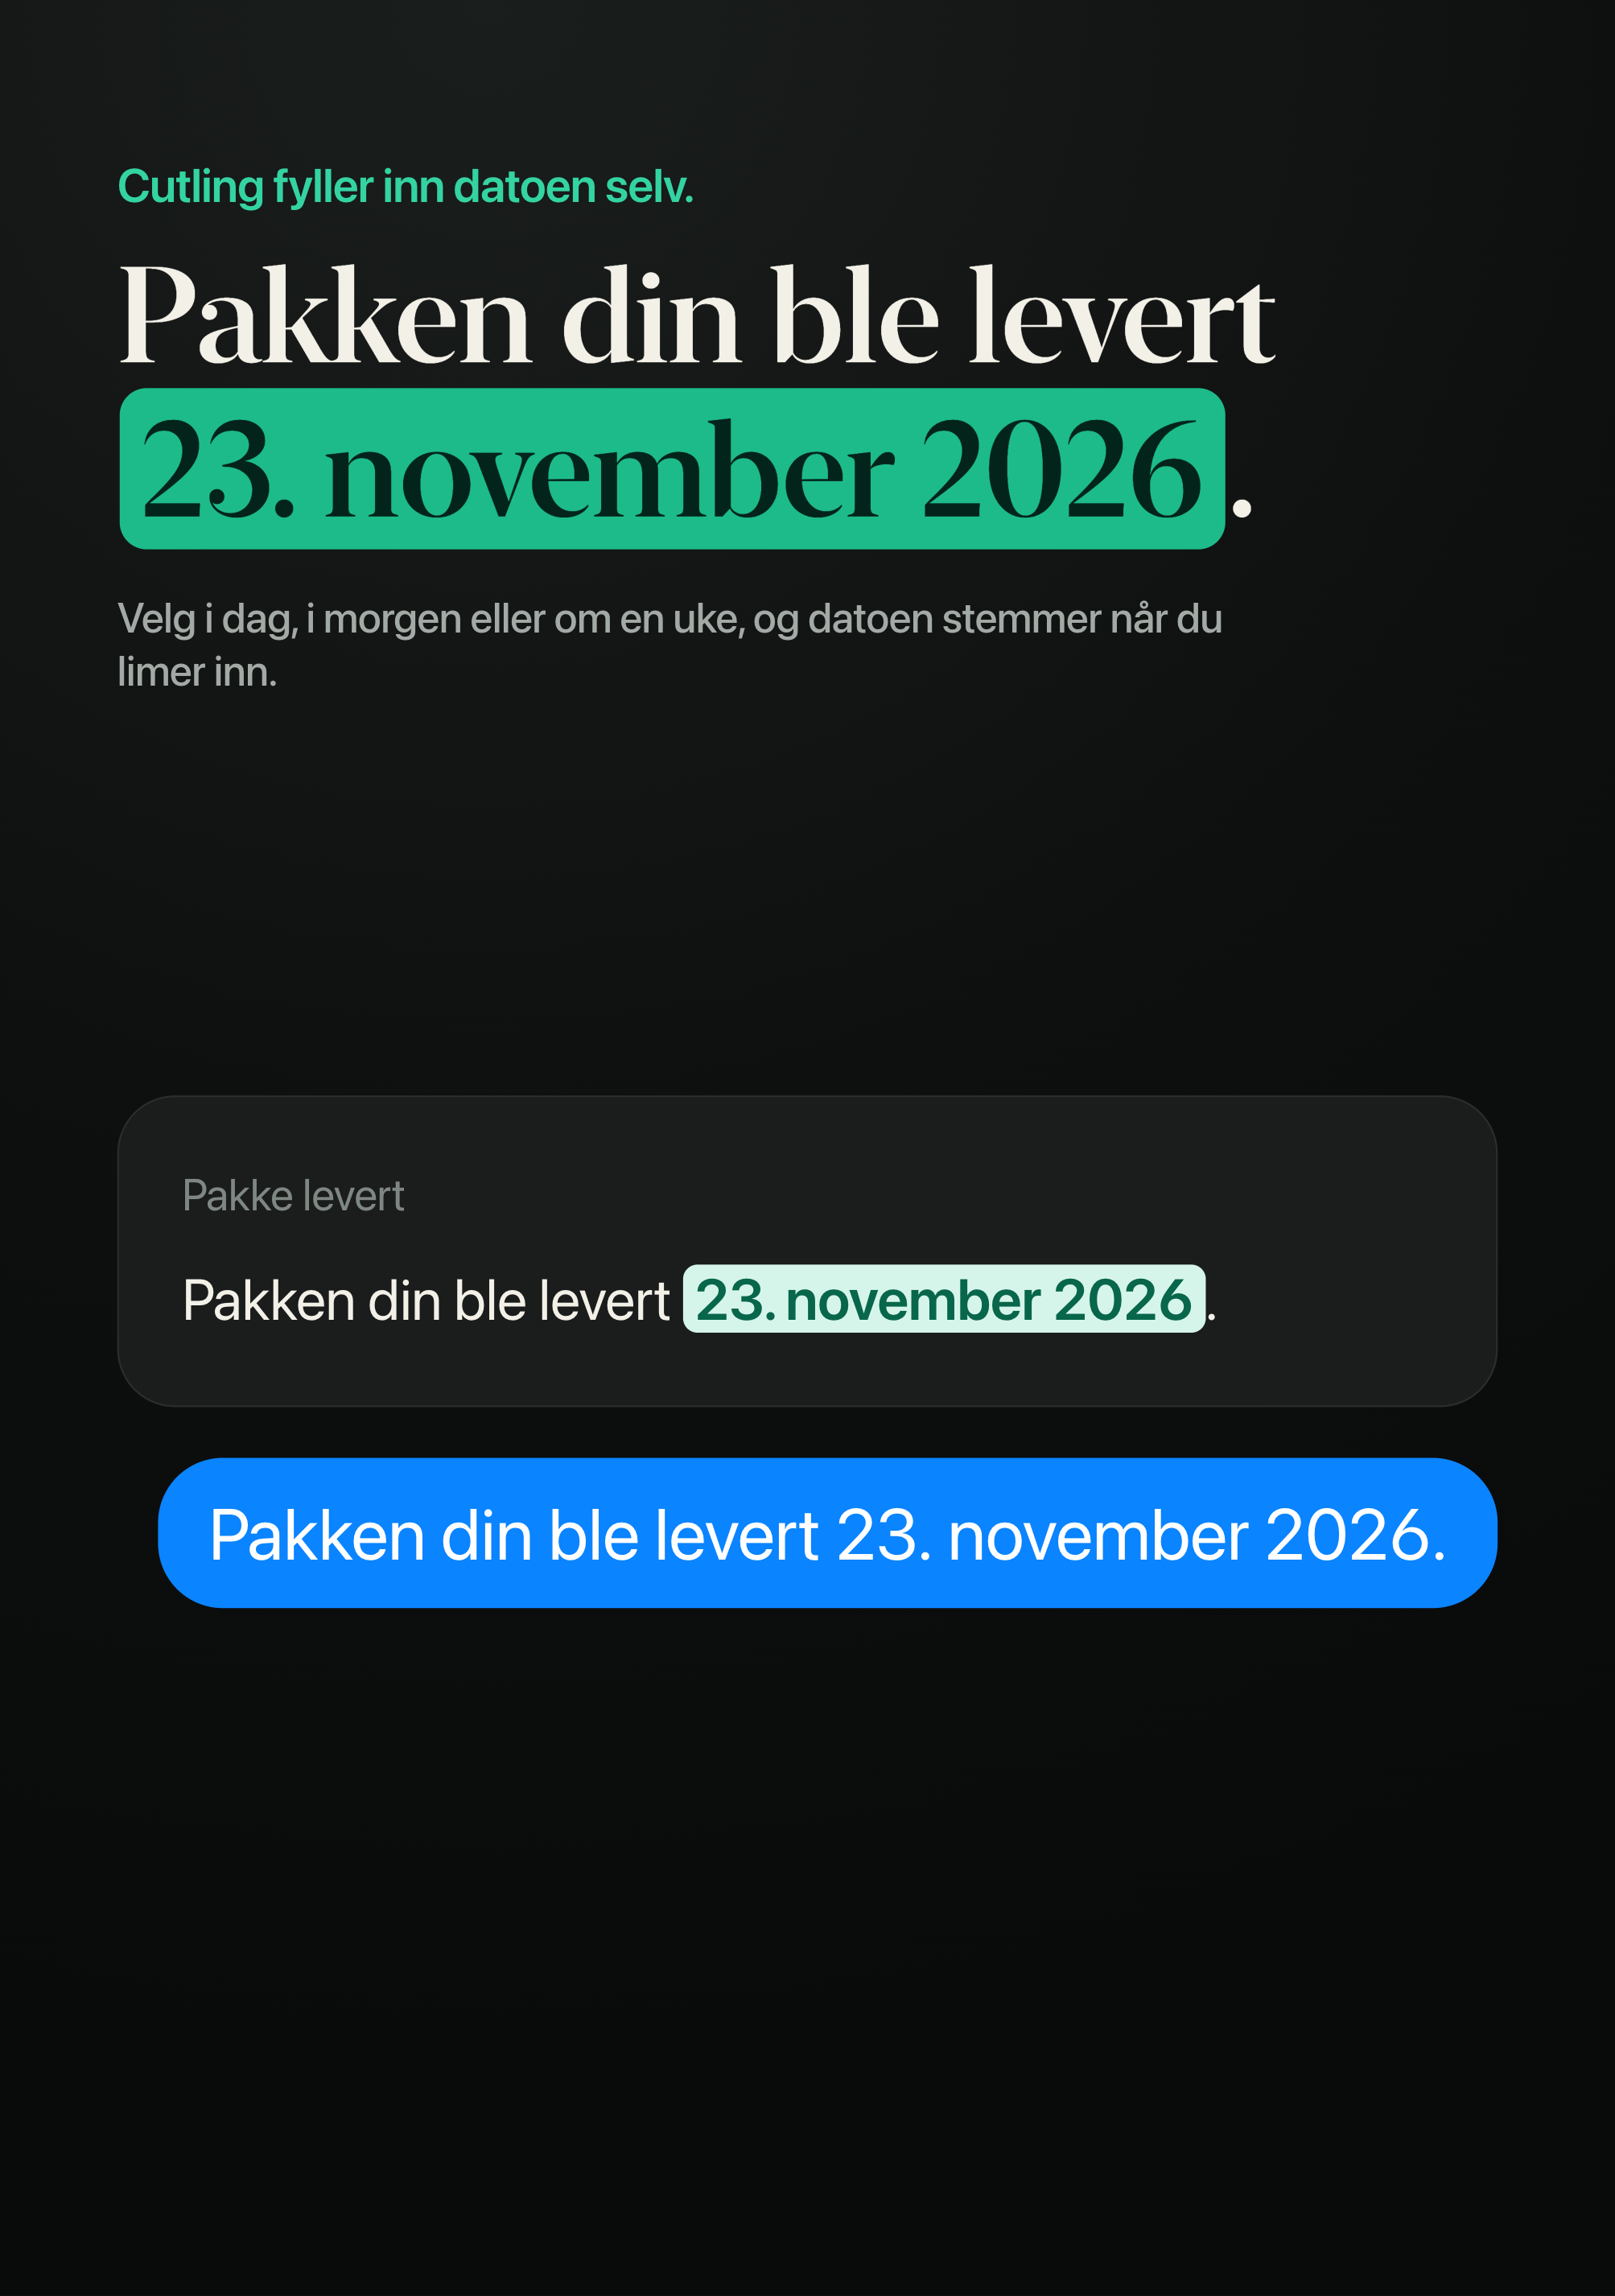 Cutling fyller inn datoen selv.
Pakken din ble levert
23. november 2026.
Velg i dag, i morgen eller om en uke, og datoen stemmer når du
limer inn.
Pakke levert
Pakken din ble levert 23. november 2026.
Pakken din ble levert 23. november 2026.